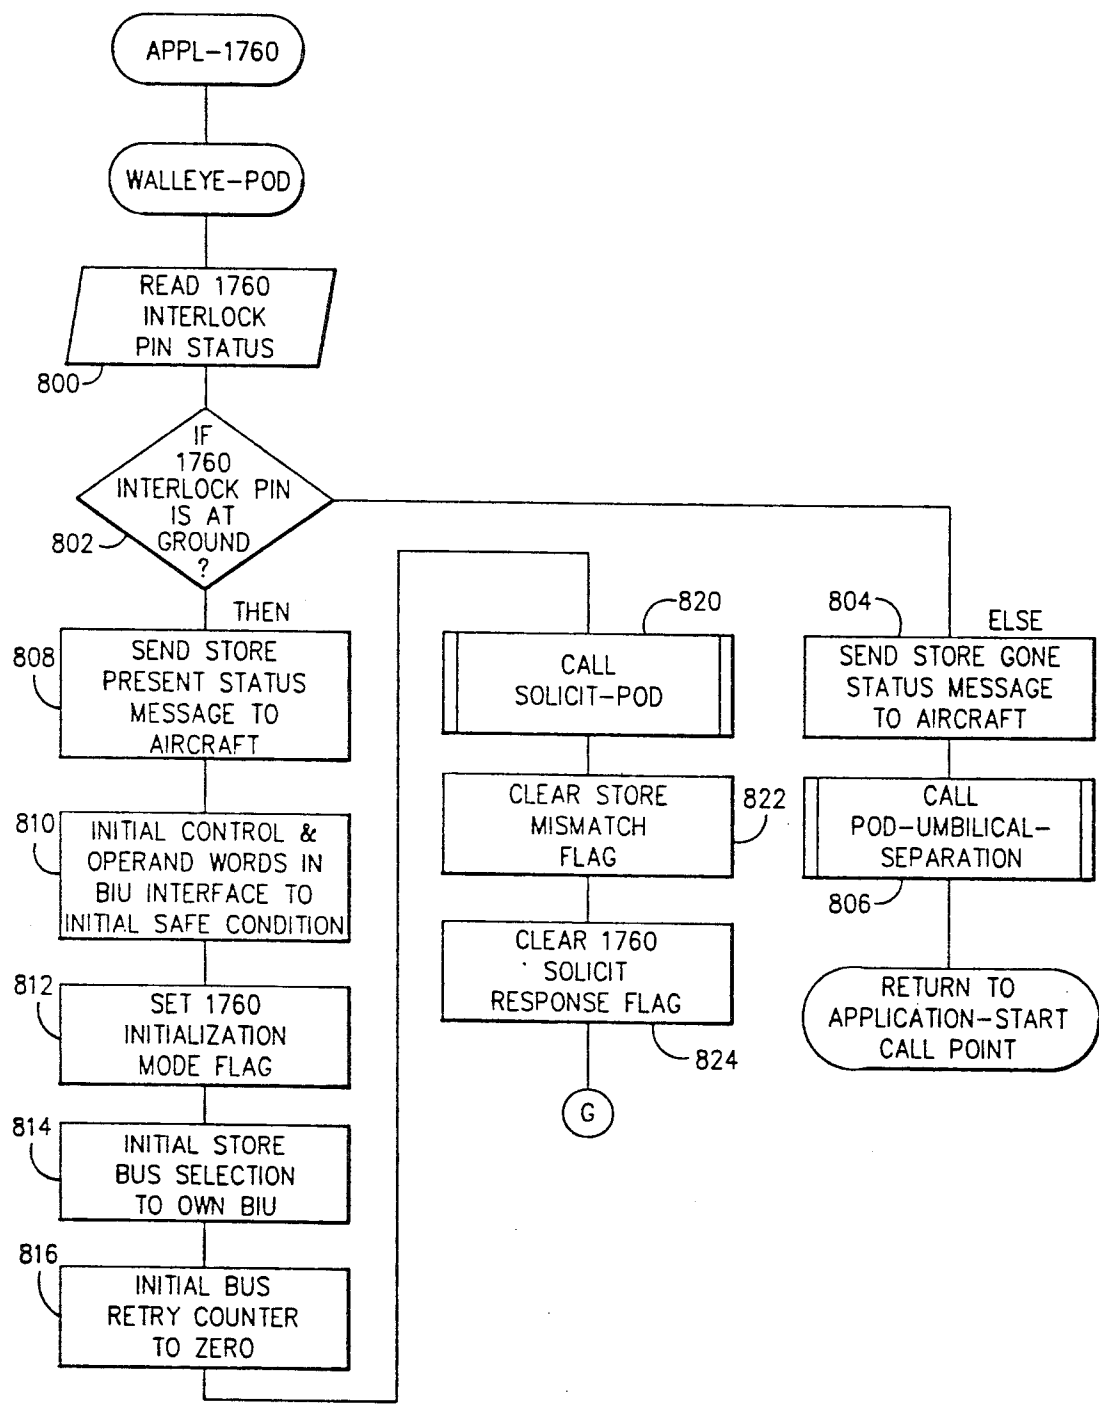 APPL-1760
WALLEYE-POD
READ 1760
INTERLOCK
PIN STATUS
800
IF
1760
INTERLOCK PIN
IS AT
GROUND
?
802
THEN
808
SEND STORE
PRESENT STATUS
MESSAGE TO
AIRCRAFT
810
INITIAL CONTROL &
OPERAND WORDS IN
BIU INTERFACE TO
INITIAL SAFE CONDITION
812
SET 1760
INITIALIZATION
MODE FLAG
814
INITIAL STORE
BUS SELECTION
TO OWN BIU
816
INITIAL BUS
RETRY COUNTER
TO ZERO
820
CALL
SOLICIT-POD
CLEAR STORE
MISMATCH
FLAG
822
CLEAR 1760
SOLICIT
RESPONSE FLAG
824
G
804
ELSE
SEND STORE GONE
STATUS MESSAGE
TO AIRCRAFT
CALL
POD-UMBILICAL-
SEPARATION
806
RETURN TO
APPLICATION-START
CALL POINT